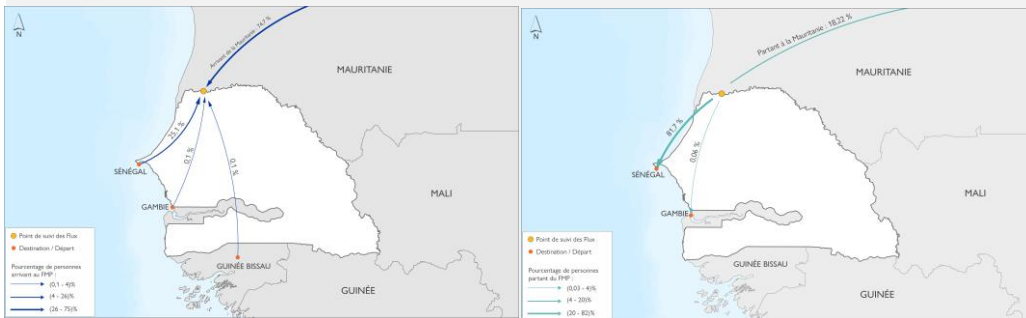 N
Arrivant de la Mauritanie : 74,7 %
MAURITANIE
25,1 %
0,1 %
0,1 %
SÉNÉGAL
MALI
GAMBIE
Point de suivi des Flux
Destination / Départ
Pourcentage de personnes
arrivant au FMP :
(0,1 - 4)%
(4 - 26)%
(26 - 75)%
GUINÉE BISSAU
GUINÉE
N
Partant à la Mauritanie : 18,22 %
MAURITANIE
81,7 %
0,06 %
SÉNÉGAL
MALI
GAMBIE
Point de suivi des Flux
Destination / Départ
Pourcentage de personnes
partant du FMP :
(0,03 - 4)%
(4 - 20)%
(20 - 82)%
GUINÉE BISSAU
GUINÉE